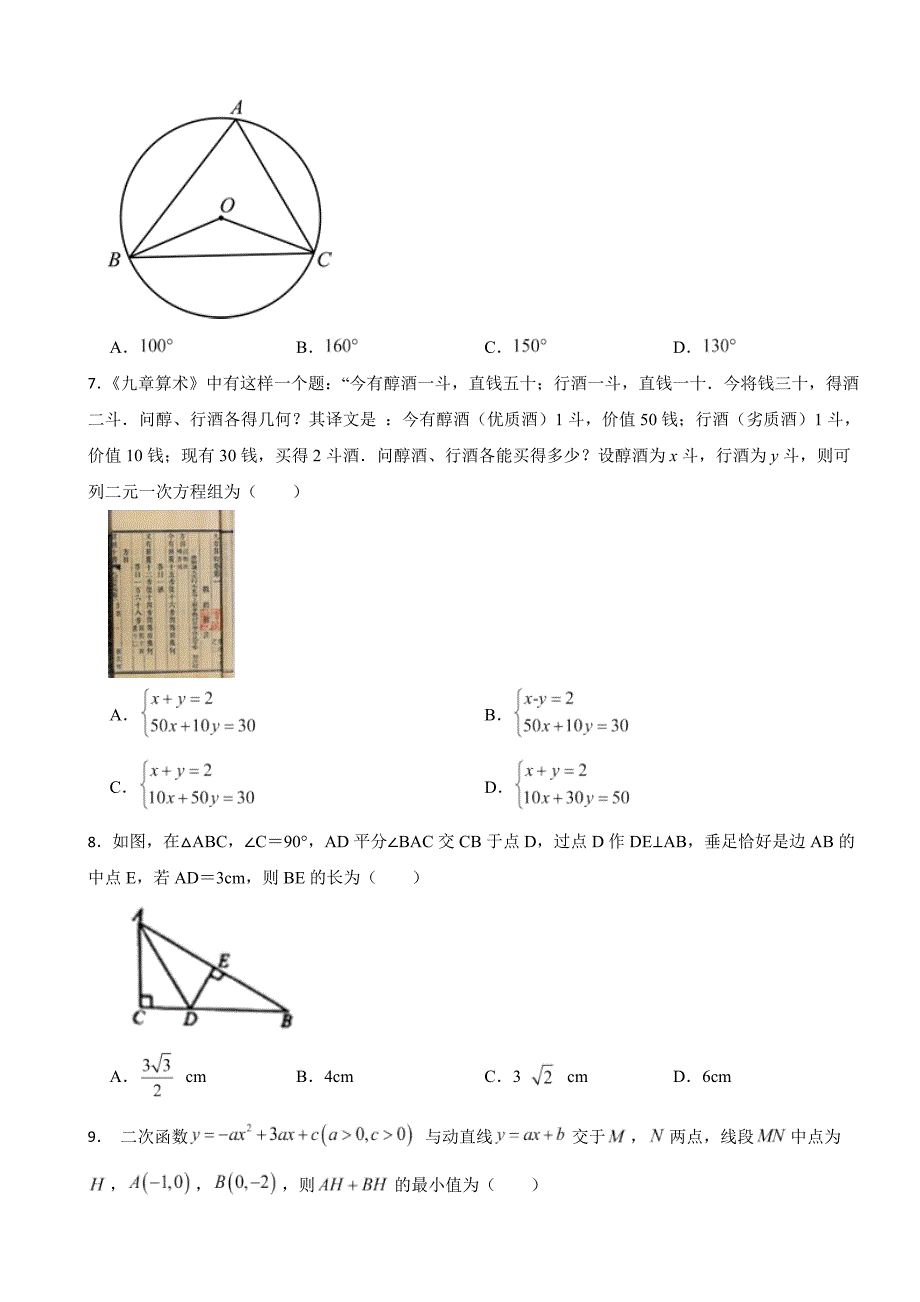 A
O
B
C
A．100° B．160° C．150° D．130°
7．《九章算术》中有这样一个题：“今有醇酒一斗，直钱五十；行酒一斗，直钱一十．今将钱三十，得酒
二斗．问醇、行酒各得几何？其译文是 ：今有醇酒（优质酒）1 斗，价值 50 钱；行酒（劣质酒）1 斗，
价值 10 钱；现有 30 钱，买得 2 斗酒．问醇酒、行酒各能买得多少？设醇酒为 x 斗，行酒为 y 斗，则可
列二元一次方程组为（　　）
A．{x + y = 2 B．{x-y = 2
50x+10y = 30 50x+10y = 30
C．{x + y = 2 D．{x + y = 2
10x+50y = 30 10x+30y = 50
8．如图，在△ABC，∠C＝90°，AD 平分∠BAC 交 CB 于点 D，过点 D 作 DE⊥AB，垂足恰好是边 AB 的
中点 E，若 AD＝3cm，则 BE 的长为（　　）
A
E
C D B
A．3√3/2 cm B．4cm C．3 √2 cm D．6cm
9． 二次函数 y = −ax² + 3ax + c (a > 0, c > 0) 与动直线 y = ax + b 交于 M ，N 两点，线段 MN 中点为
H ，A(−1,0) ，B(0,−2) ，则 AH + BH 的最小值为（　　）